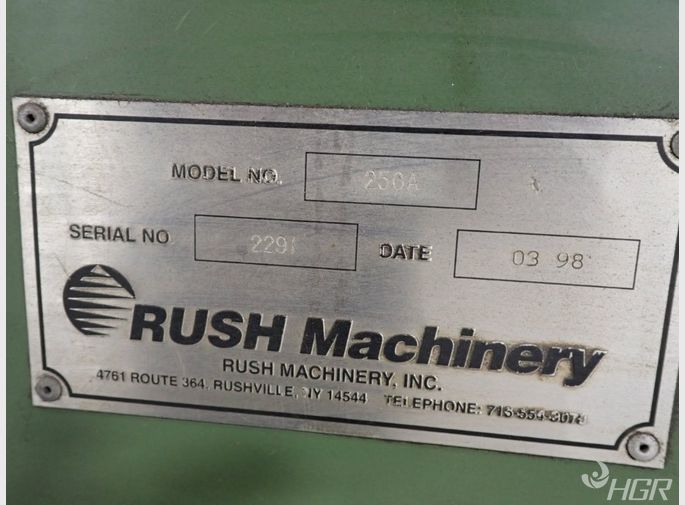 MODEL NO. 250A
SERIAL NO 2291 DATE 03 98
RUSH Machinery
RUSH MACHINERY, INC.
4761 ROUTE 364, RUSHVILLE, NY 14544 TELEPHONE:
HGR